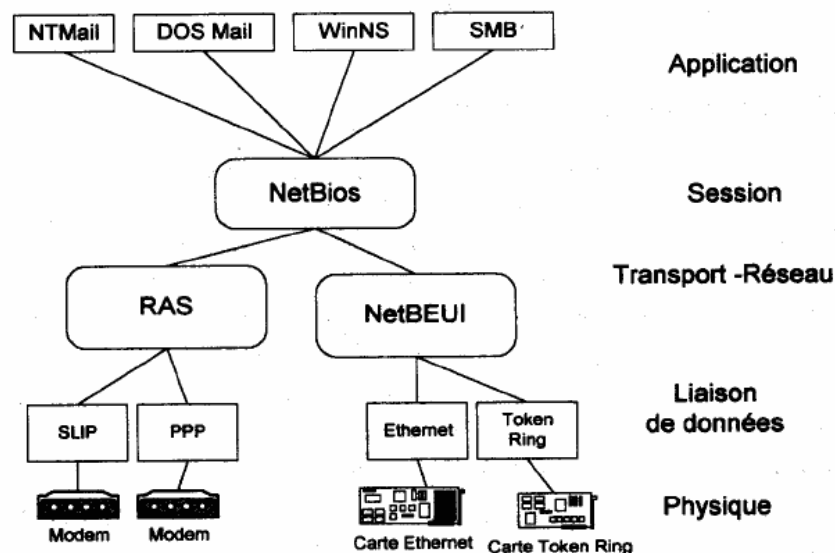 NTMail
DOS Mail
WinNS
SMB
Application
NetBios
Session
Transport -Réseau
RAS
NetBEUI
Liaison
de données
SLIP
PPP
Ethernet
Token
Ring
Physique
Modem
Modem
Carte Ethernet
Carte Token Ring